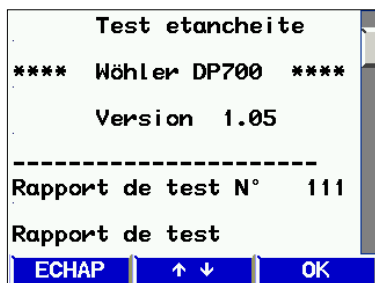 Test etancheite
**** Wöhler DP700 ****
Version 1.05
----------------------
Rapport de test N° 111
Rapport de test
ECHAP ↑ ↓ OK